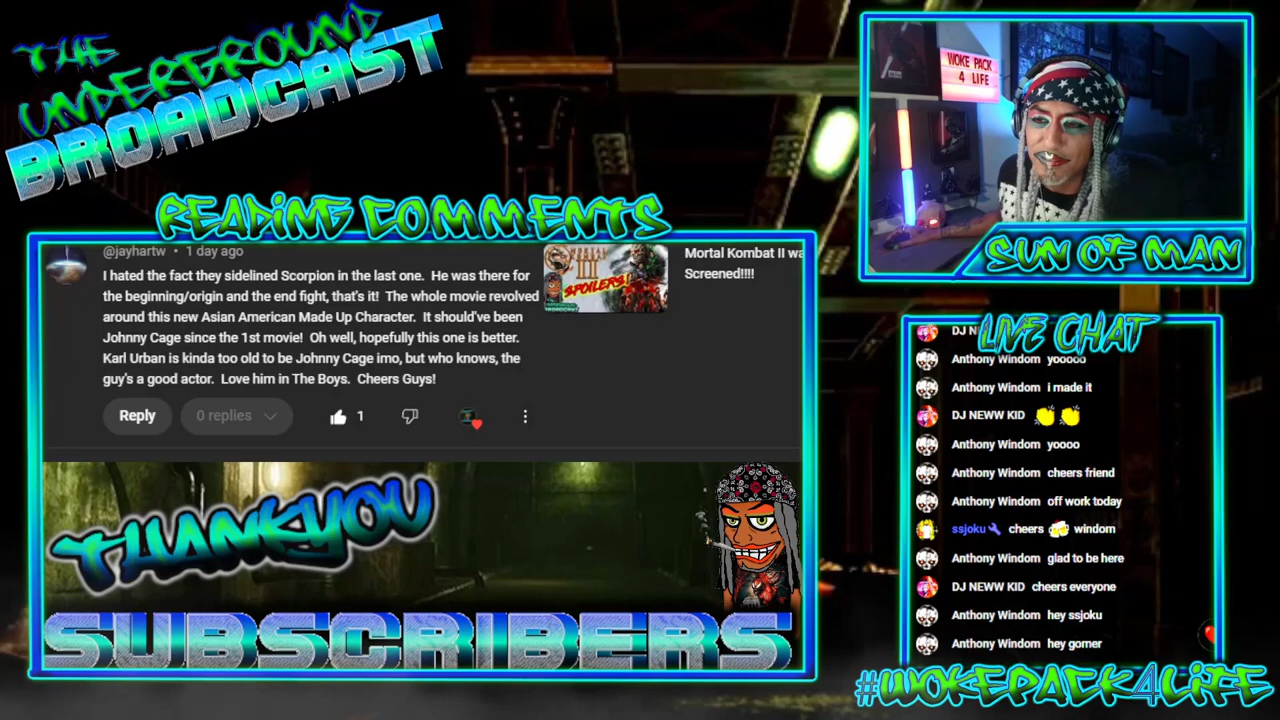 THE
UNDERGROUND
BROADCAST
READING COMMENTS
@jayhartw • 1 day ago
I hated the fact they sidelined Scorpion in the last one. He was there for
the beginning/origin and the end fight, that's it! The whole movie revolved
around this new Asian American Made Up Character. It should've been
Johnny Cage since the 1st movie! Oh well, hopefully this one is better.
Karl Urban is kinda too old to be Johnny Cage imo, but who knows, the
guy's a good actor. Love him in The Boys. Cheers Guys!
Reply
0 replies
1
MORTAL
SPOILERS!
Mortal Kombat II wa
Screened!!!!
THANKYOU
SUBSCRIBERS
WOKE PACK
4 LIFE
SUN OF MAN
LIVE CHAT
DJ N
Anthony Windom yoooo
Anthony Windom i made it
DJ NEWW KID
Anthony Windom yoooo
Anthony Windom cheers friend
Anthony Windom off work today
ssjoku cheers windom
Anthony Windom glad to be here
DJ NEWW KID cheers everyone
Anthony Windom hey ssjoku
Anthony Windom hey gorner
#WOKEPACK4LIFE